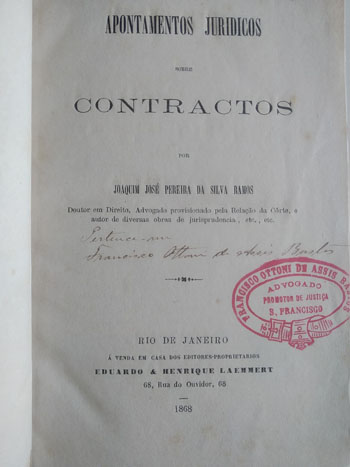 APONTAMENTOS JURIDICOS
SOBRE
CONTRACTOS
POR
JOAQUIM JOSÉ PEREIRA DA SILVA RAMOS
Doutor em Direito, Advogado provisionado pela Relação da Côrte, e
autor de diversas obras de jurisprudencia, etc., etc.
Pertence-me
Francisco Ottoni de Assis Bastos
FRANCISCO OTTONI DE ASSIS BASTOS
ADVOGADO
PROMOTOR DE JUSTIÇA
S. FRANCISCO
RIO DE JANEIRO
Á VENDA EM CASA DOS EDITORES-PROPRIETARIOS
EDUARDO & HENRIQUE LAEMMERT
68, Rua do Ouvidor, 68
1868